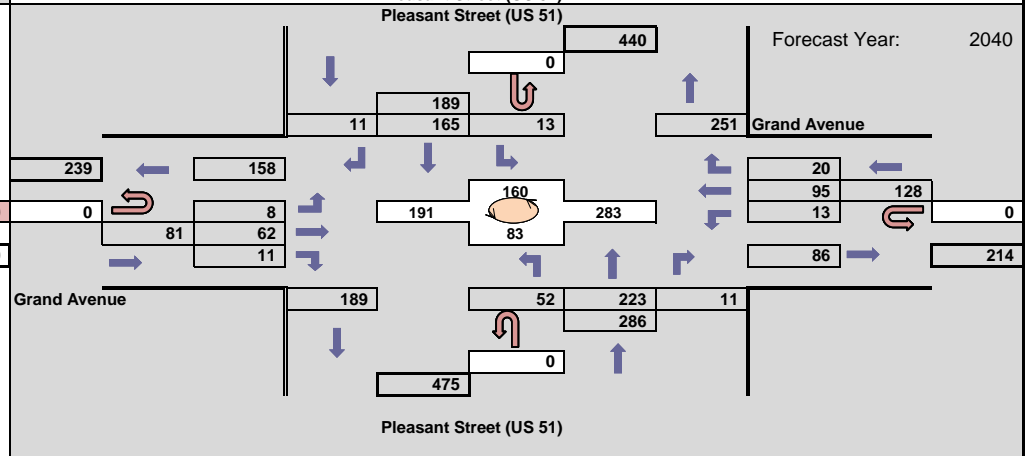 Pleasant Street (US 51)
440
Forecast Year: 2040
0
189
11 165 13 251 Grand Avenue
239 158 20
160 95 128
0 8 191 283 13 0
81 62 83
11 86 214
Grand Avenue 189 52 223 11
286
0
475
Pleasant Street (US 51)